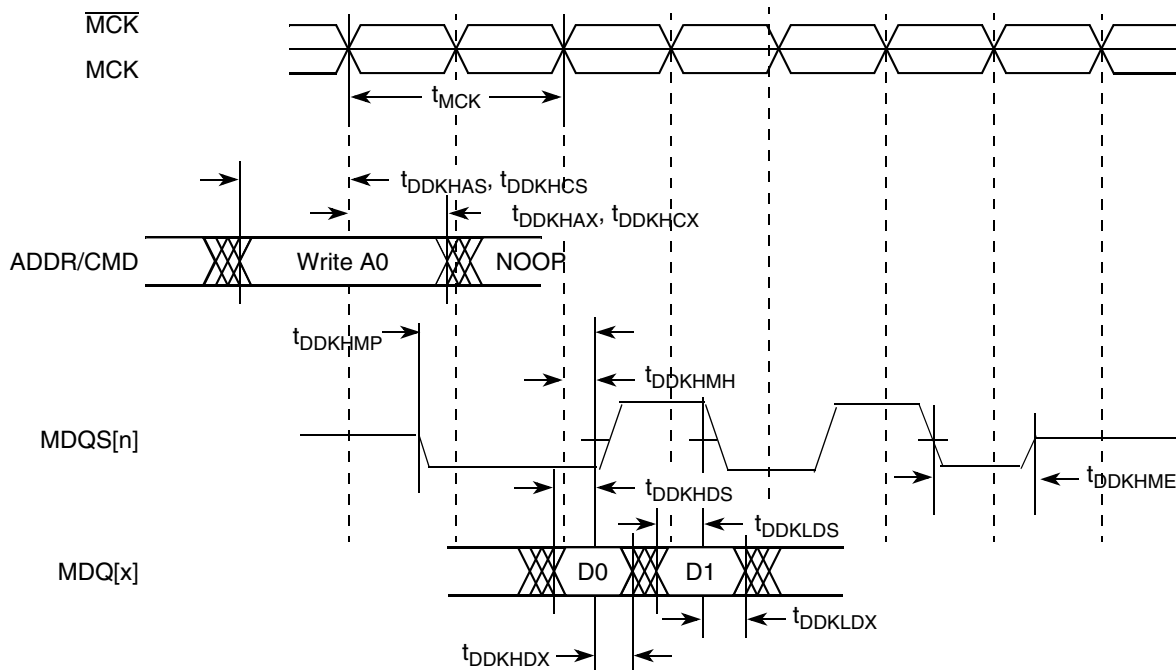 MCK
MCK
tMCK
tDDKHAS, tDDKHCS
tDDKHAX, tDDKHCX
ADDR/CMD
Write A0
NOOP
tDDKHMP
tDDKHMH
MDQS[n]
tDDKHDS
tDDKHME
tDDKLDS
MDQ[x]
D0
D1
tDDKLDX
tDDKHDX